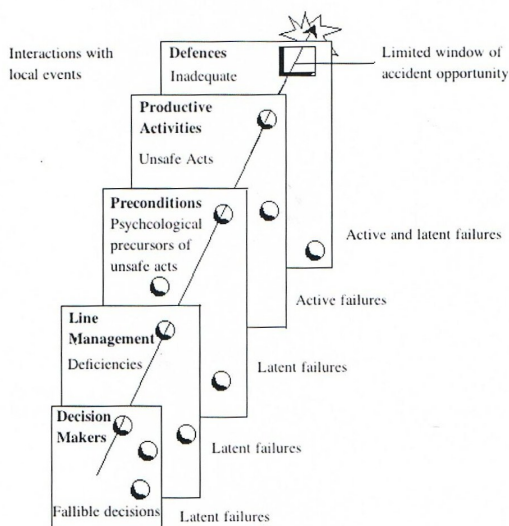 Interactions with
local events
Defences
Inadequate
Limited window of
accident opportunity
Productive
Activities
Unsafe Acts
Preconditions
Psychcological
precursors of
unsafe acts
Active and latent failures
Active failures
Line
Management
Deficiencies
Latent failures
Decision
Makers
Latent failures
Fallible decisions
Latent failures